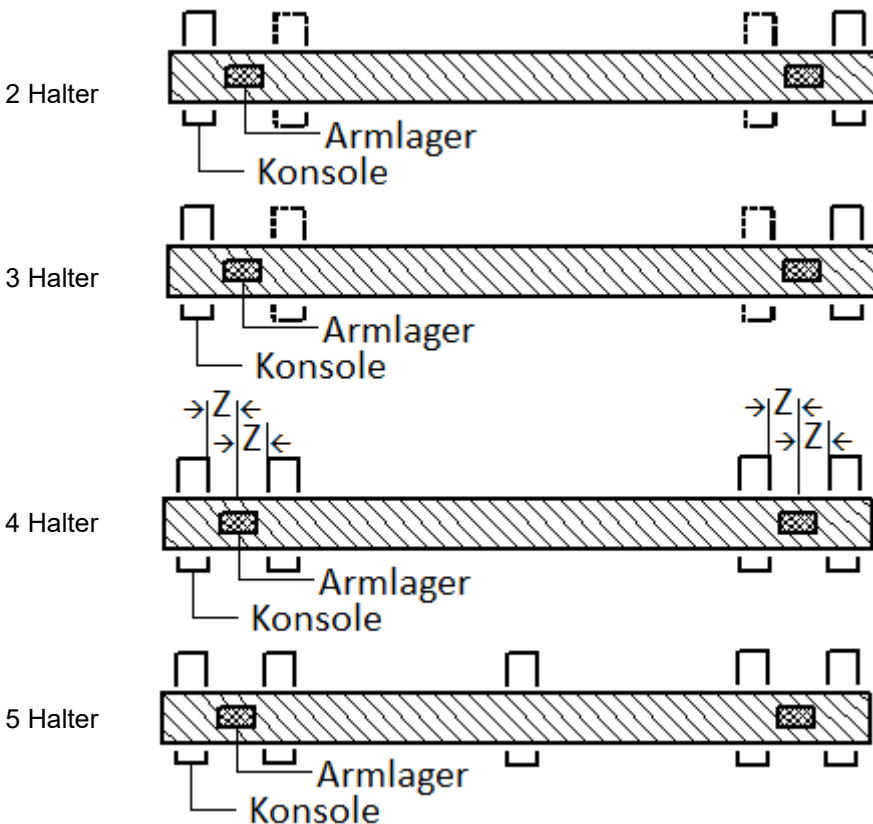 2 Halter
Armlager
Konsole
3 Halter
Armlager
Konsole
Z Z
Z Z
4 Halter
Armlager
Konsole
5 Halter
Armlager
Konsole